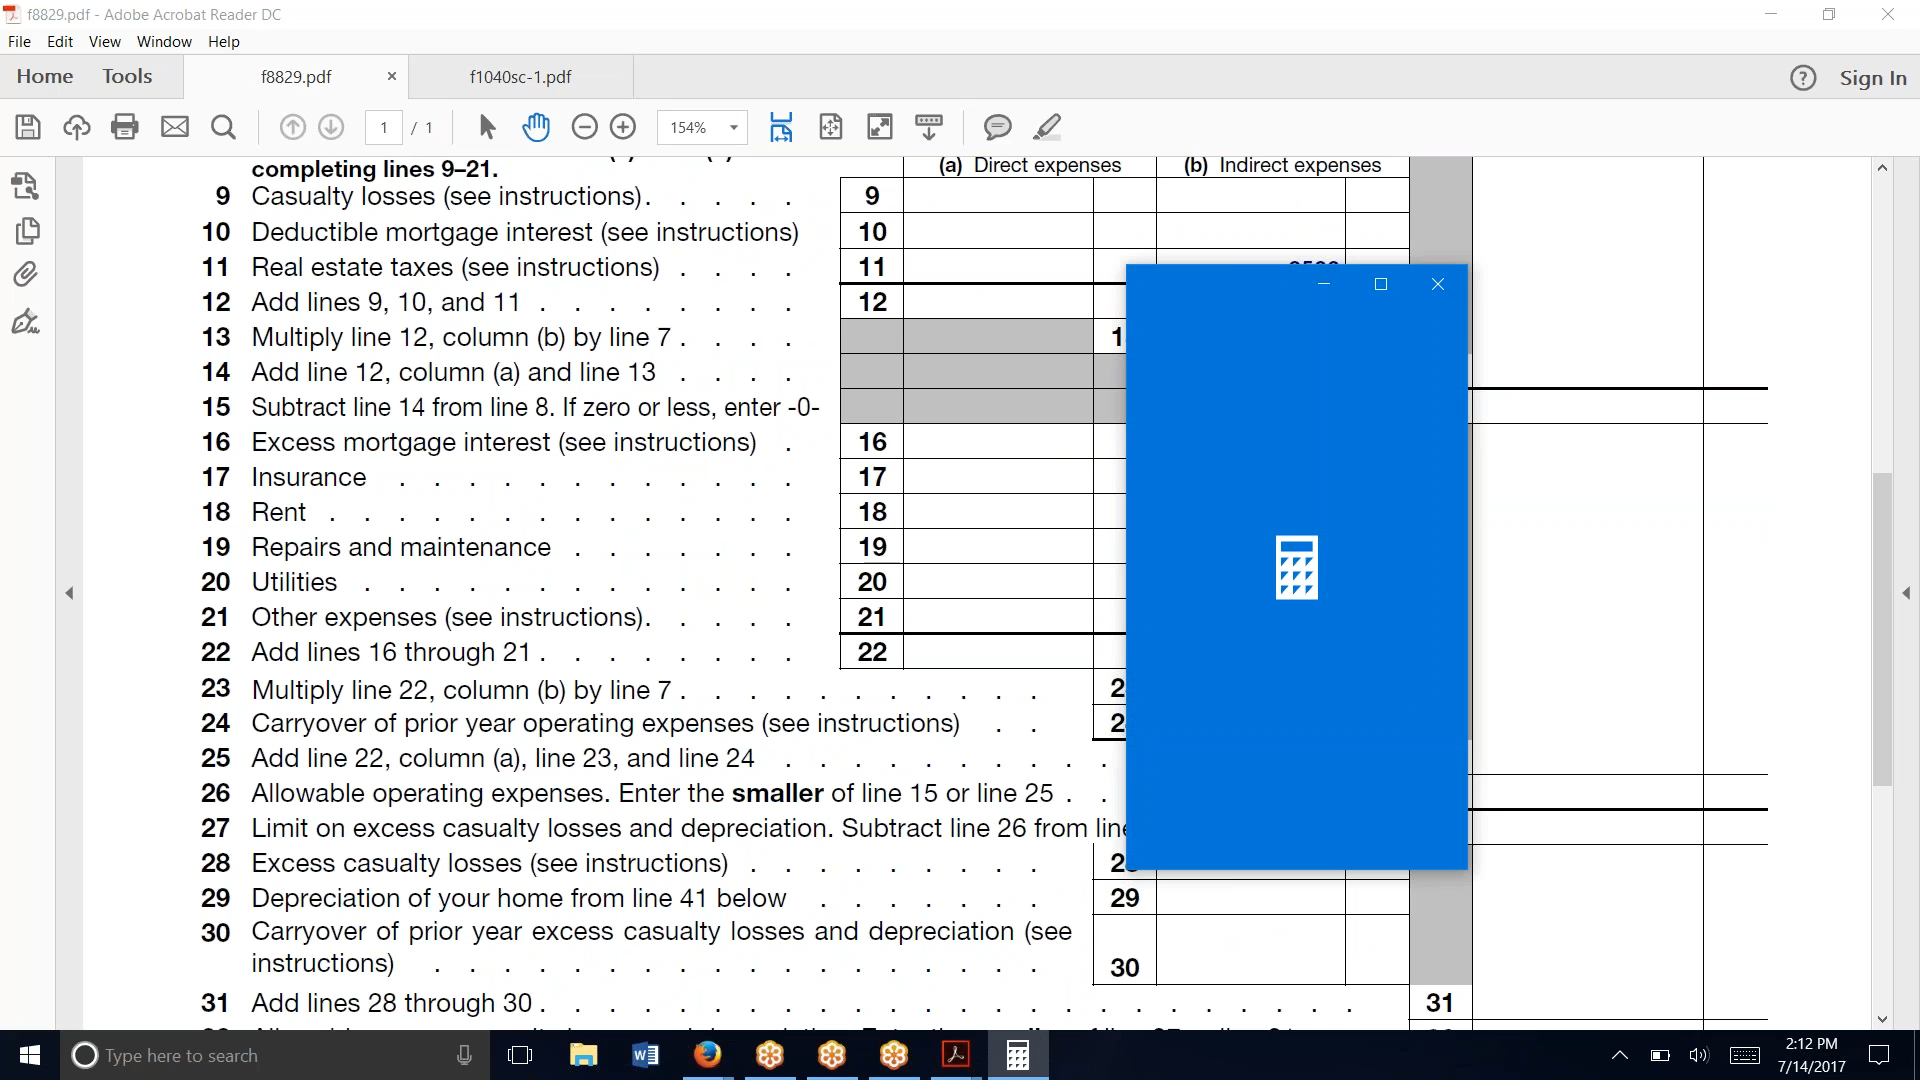 f8829.pdf - Adobe Acrobat Reader DC
File Edit View Window Help
Home Tools f8829.pdf × f1040sc-1.pdf ? Sign In
1 / 1 154%
completing lines 9–21. (a) Direct expenses (b) Indirect expenses
9 Casualty losses (see instructions) . . . . . 9
10 Deductible mortgage interest (see instructions) 10
11 Real estate taxes (see instructions) . . . . 11
12 Add lines 9, 10, and 11 . . . . . . . . 12
13 Multiply line 12, column (b) by line 7 . . . .
14 Add line 12, column (a) and line 13 . . . .
15 Subtract line 14 from line 8. If zero or less, enter -0-
16 Excess mortgage interest (see instructions) . 16
17 Insurance . . . . . . . . . . . . 17
18 Rent . . . . . . . . . . . . . . 18
19 Repairs and maintenance . . . . . . . 19
20 Utilities . . . . . . . . . . . . . 20
21 Other expenses (see instructions) . . . . . 21
22 Add lines 16 through 21 . . . . . . . . 22
23 Multiply line 22, column (b) by line 7 . . . . . . . . . . .
24 Carryover of prior year operating expenses (see instructions) . .
25 Add line 22, column (a), line 23, and line 24 . . . . . . . . . .
26 Allowable operating expenses. Enter the smaller of line 15 or line 25 . .
27 Limit on excess casualty losses and depreciation. Subtract line 26 from
28 Excess casualty losses (see instructions) . . . . . . . . .
29 Depreciation of your home from line 41 below . . . . . . . 29
30 Carryover of prior year excess casualty losses and depreciation (see
instructions) . . . . . . . . . . . . . . . . . . 30
31 Add lines 28 through 30 . . . . . . . . . . . . . . . . . . . . . . . . 31
Type here to search
2:12 PM
7/14/2017